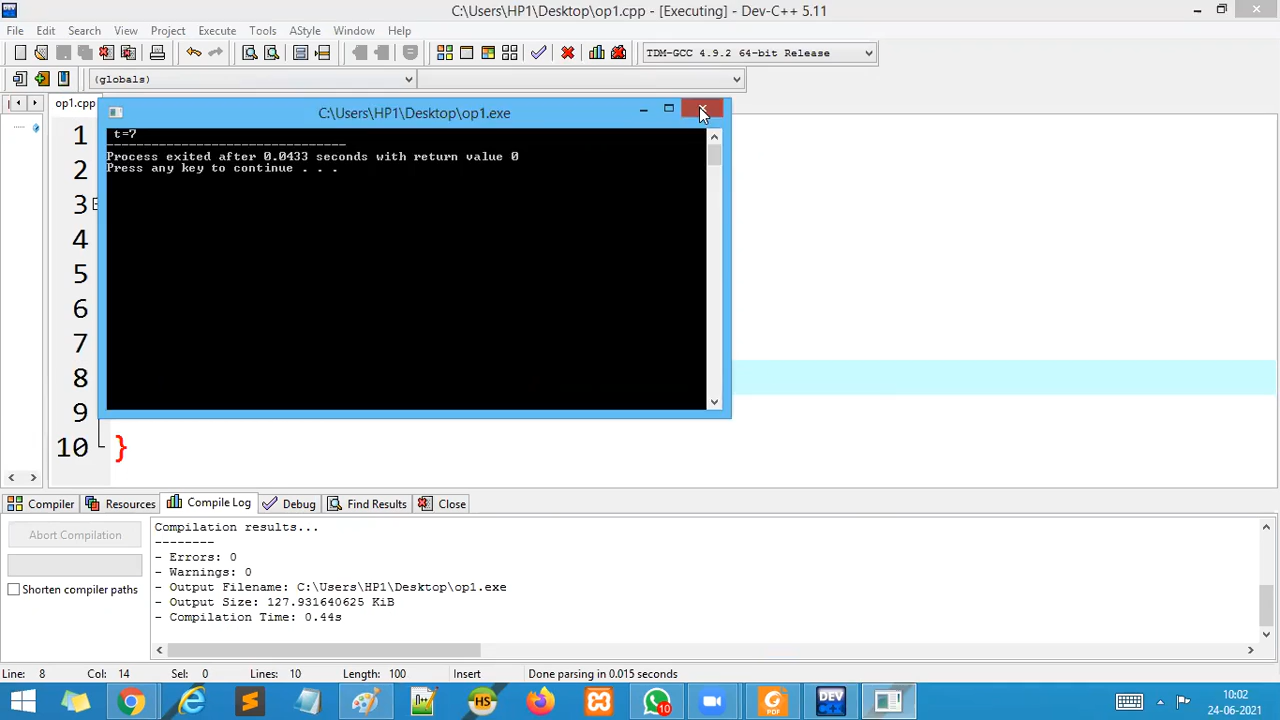 C:\Users\HP1\Desktop\op1.cpp - [Executing] - Dev-C++ 5.11
File Edit Search View Project Execute Tools AStyle Window Help
TDM-GCC 4.9.2 64-bit Release
(globals)
op1.cpp
C:\Users\HP1\Desktop\op1.exe
t=7
--------------------------------
Process exited after 0.0433 seconds with return value 0
Press any key to continue . . .
1
2
3
4
5
6
7
8
9
10 }
Compiler Resources Compile Log Debug Find Results Close
Abort Compilation
Shorten compiler paths
Compilation results...
--------
- Errors: 0
- Warnings: 0
- Output Filename: C:\Users\HP1\Desktop\op1.exe
- Output Size: 127.931640625 KiB
- Compilation Time: 0.44s
Line: 8 Col: 14 Sel: 0 Lines: 10 Length: 100 Insert Done parsing in 0.015 seconds
HS
10
PDF
DEV C++
10:02
24-06-2021